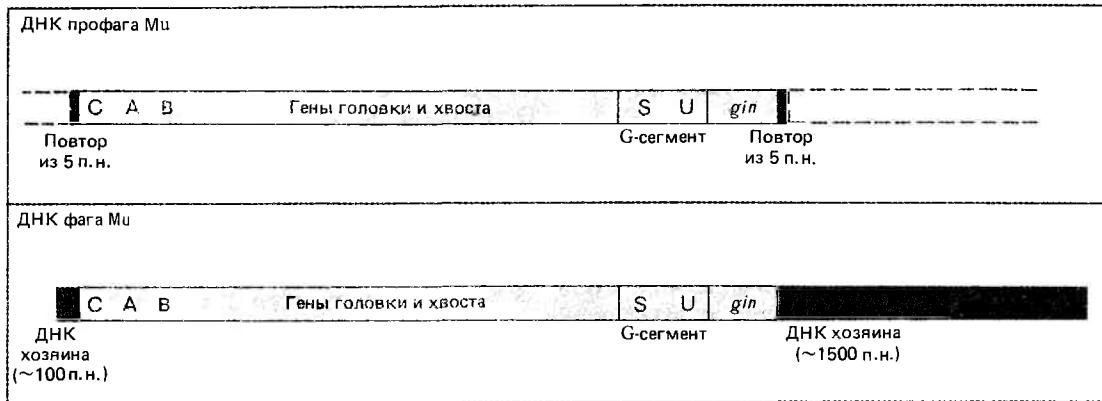 ДНК профага Mu
C A B Гены головки и хвоста S U gin
G-сегмент
Повтор
из 5 п.н.
Повтор
из 5 п.н.
ДНК фага Mu
C A B Гены головки и хвоста S U gin
G-сегмент
ДНК
хозяина
(~100 п.н.)
ДНК хозяина
(~1500 п.н.)